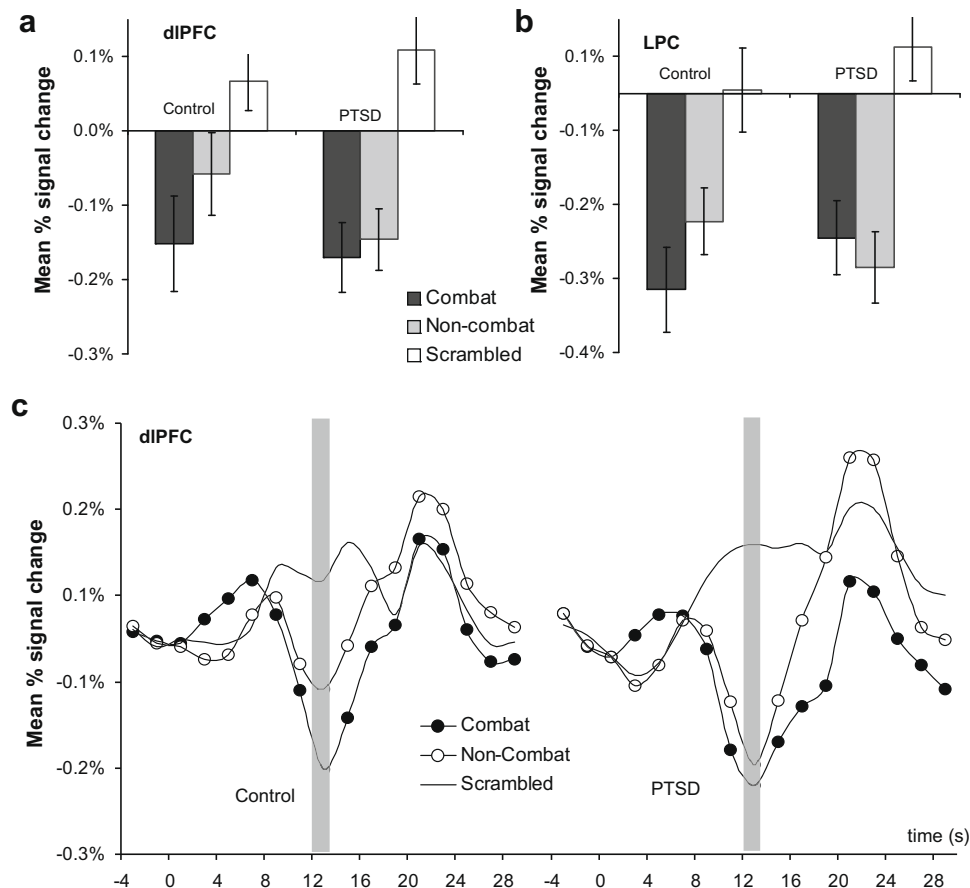 a
dlPFC
0.1%
Control
PTSD
0.0%
-0.1%
-0.2%
-0.3%
Mean % signal change
b
LPC
0.1%
Control
PTSD
-0.1%
-0.2%
-0.3%
-0.4%
Mean % signal change
Combat
Non-combat
Scrambled
c
dlPFC
0.3%
0.2%
0.1%
-0.1%
-0.2%
-0.3%
Mean % signal change
Combat
Non-Combat
Scrambled
Control
PTSD
time (s)
-4 0 4 8 12 16 20 24 28 -4 0 4 8 12 16 20 24 28